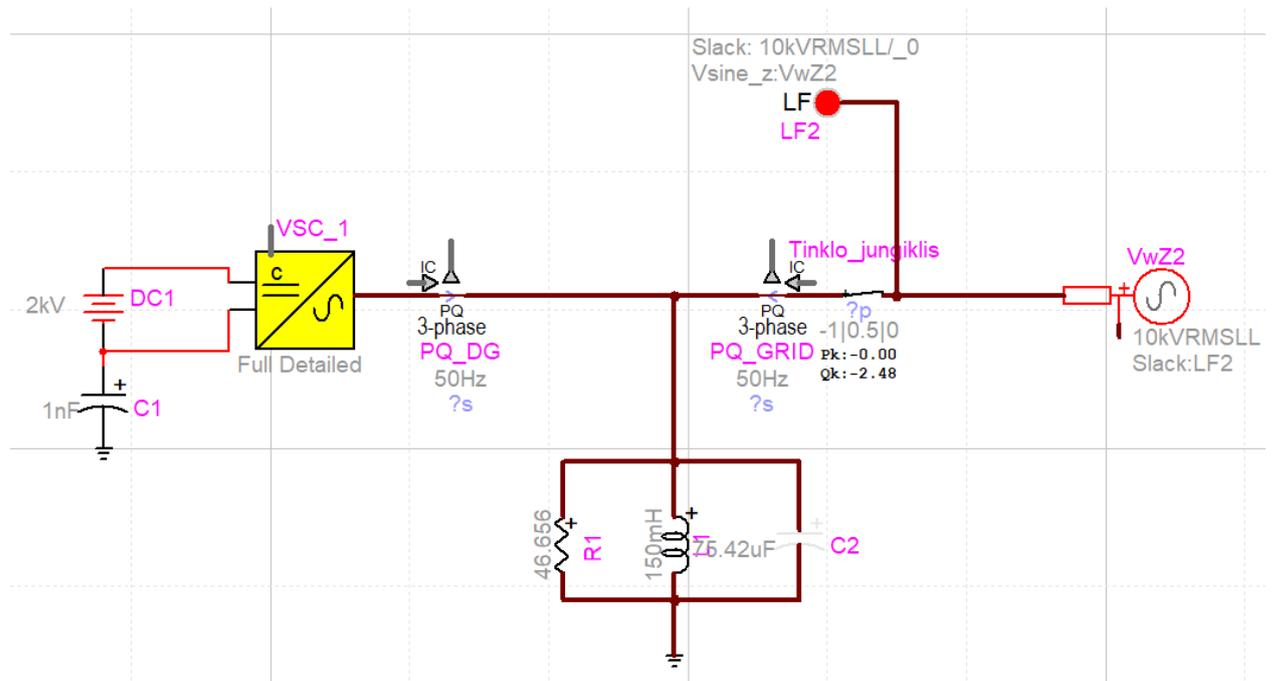 Slack: 10kVRMSLL/_0
Vsine_z:VwZ2
LF
LF2
VSC_1
Tinklo_jungiklis
VwZ2
C
IC
IC
2kV
DC1
+
PQ
3-phase
PQ_DG
50Hz
?s
PQ
3-phase
PQ_GRID
50Hz
?s
+
?p
-1|0.5|0
Pk:-0.00
Qk:-2.48
10kVRMSLL
Slack:LF2
Full Detailed
+
1nF
C1
46.656
+
R1
150mH
+
L1
75.42uF
+
C2